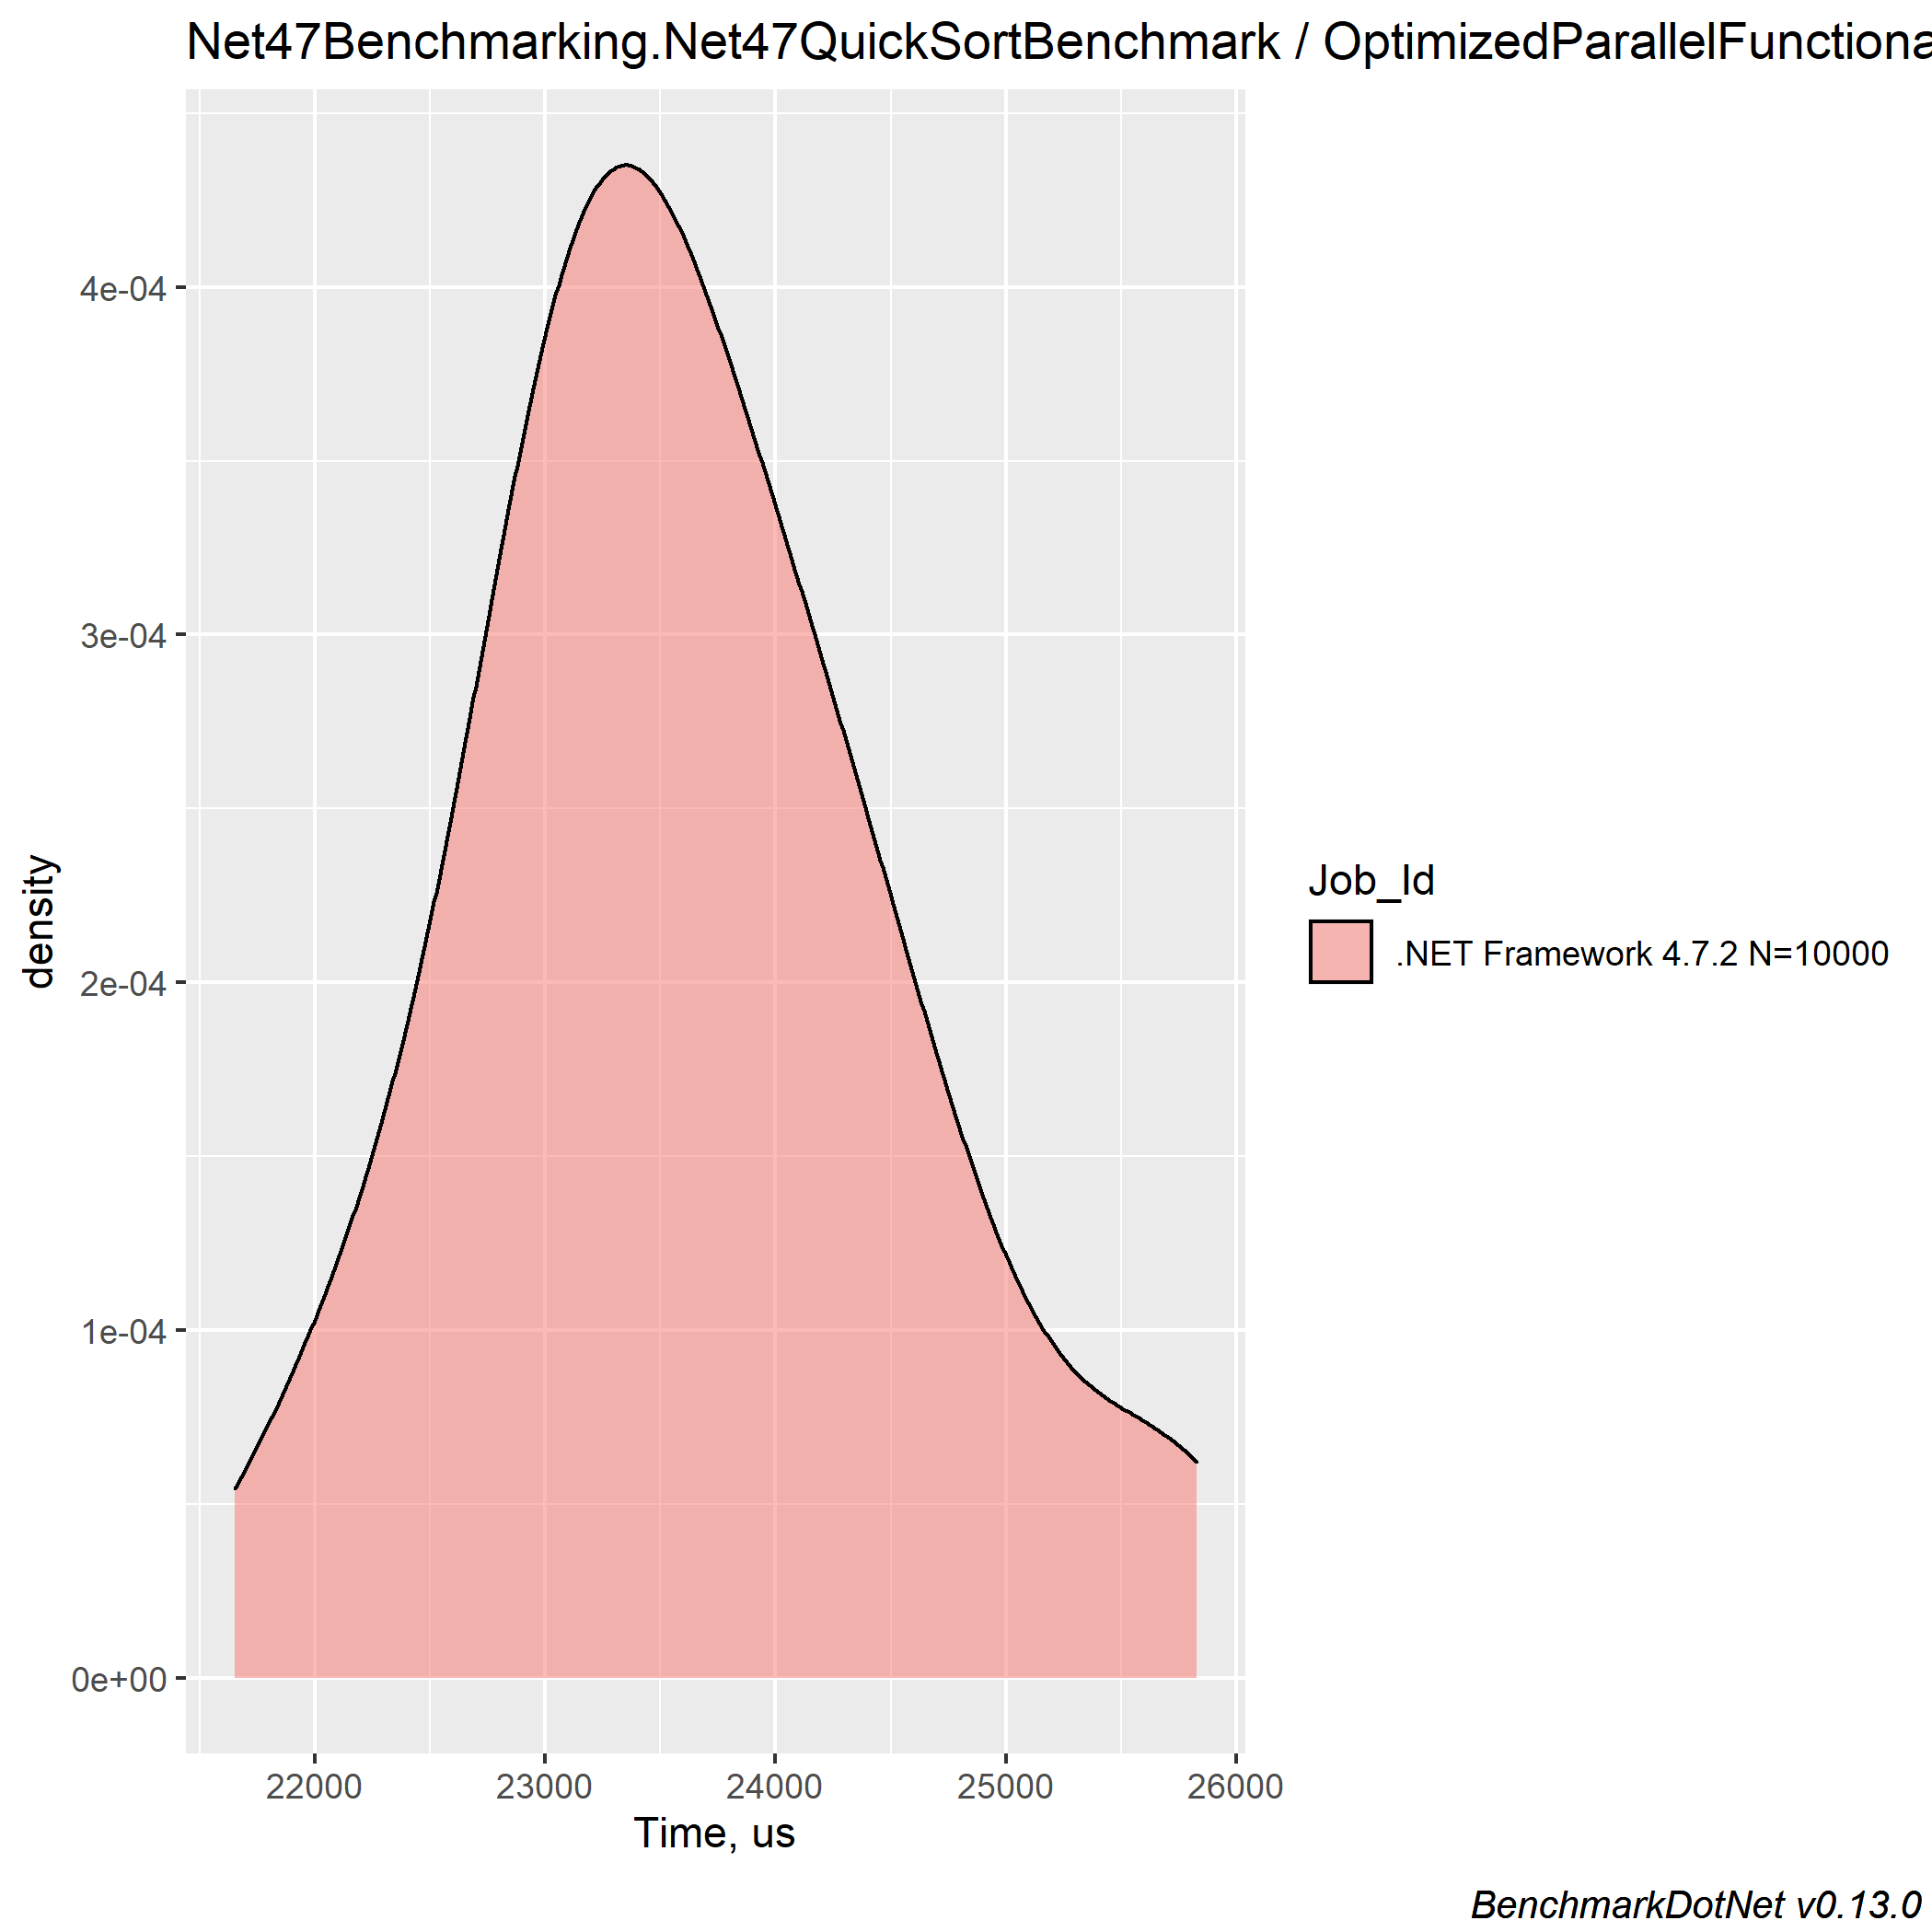 Net47Benchmarking.Net47QuickSortBenchmark / OptimizedParallelFunctiona
4e-04
3e-04
2e-04
1e-04
0e+00
density
22000 23000 24000 25000 26000
Time, us
Job_Id
.NET Framework 4.7.2 N=10000
BenchmarkDotNet v0.13.0